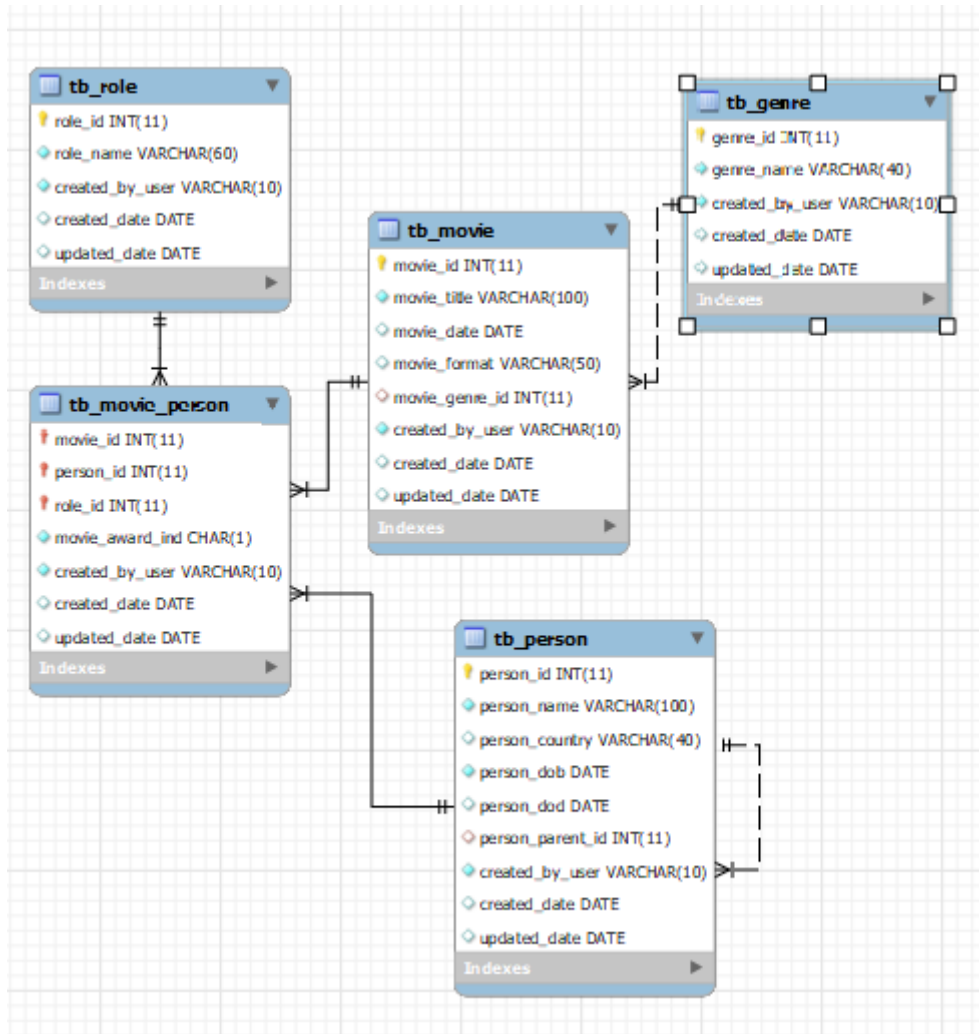 tb_role
role_id INT(11)
role_name VARCHAR(60)
created_by_user VARCHAR(10)
created_date DATE
updated_date DATE
Indexes
tb_genre
genre_id INT(11)
genre_name VARCHAR(40)
created_by_user VARCHAR(10)
created_date DATE
updated_date DATE
Indexes
tb_movie
movie_id INT(11)
movie_title VARCHAR(100)
movie_date DATE
movie_format VARCHAR(50)
movie_genre_id INT(11)
created_by_user VARCHAR(10)
created_date DATE
updated_date DATE
Indexes
tb_movie_person
movie_id INT(11)
person_id INT(11)
role_id INT(11)
movie_award_ind CHAR(1)
created_by_user VARCHAR(10)
created_date DATE
updated_date DATE
Indexes
tb_person
person_id INT(11)
person_name VARCHAR(100)
person_country VARCHAR(40)
person_dob DATE
person_dod DATE
person_parent_id INT(11)
created_by_user VARCHAR(10)
created_date DATE
updated_date DATE
Indexes